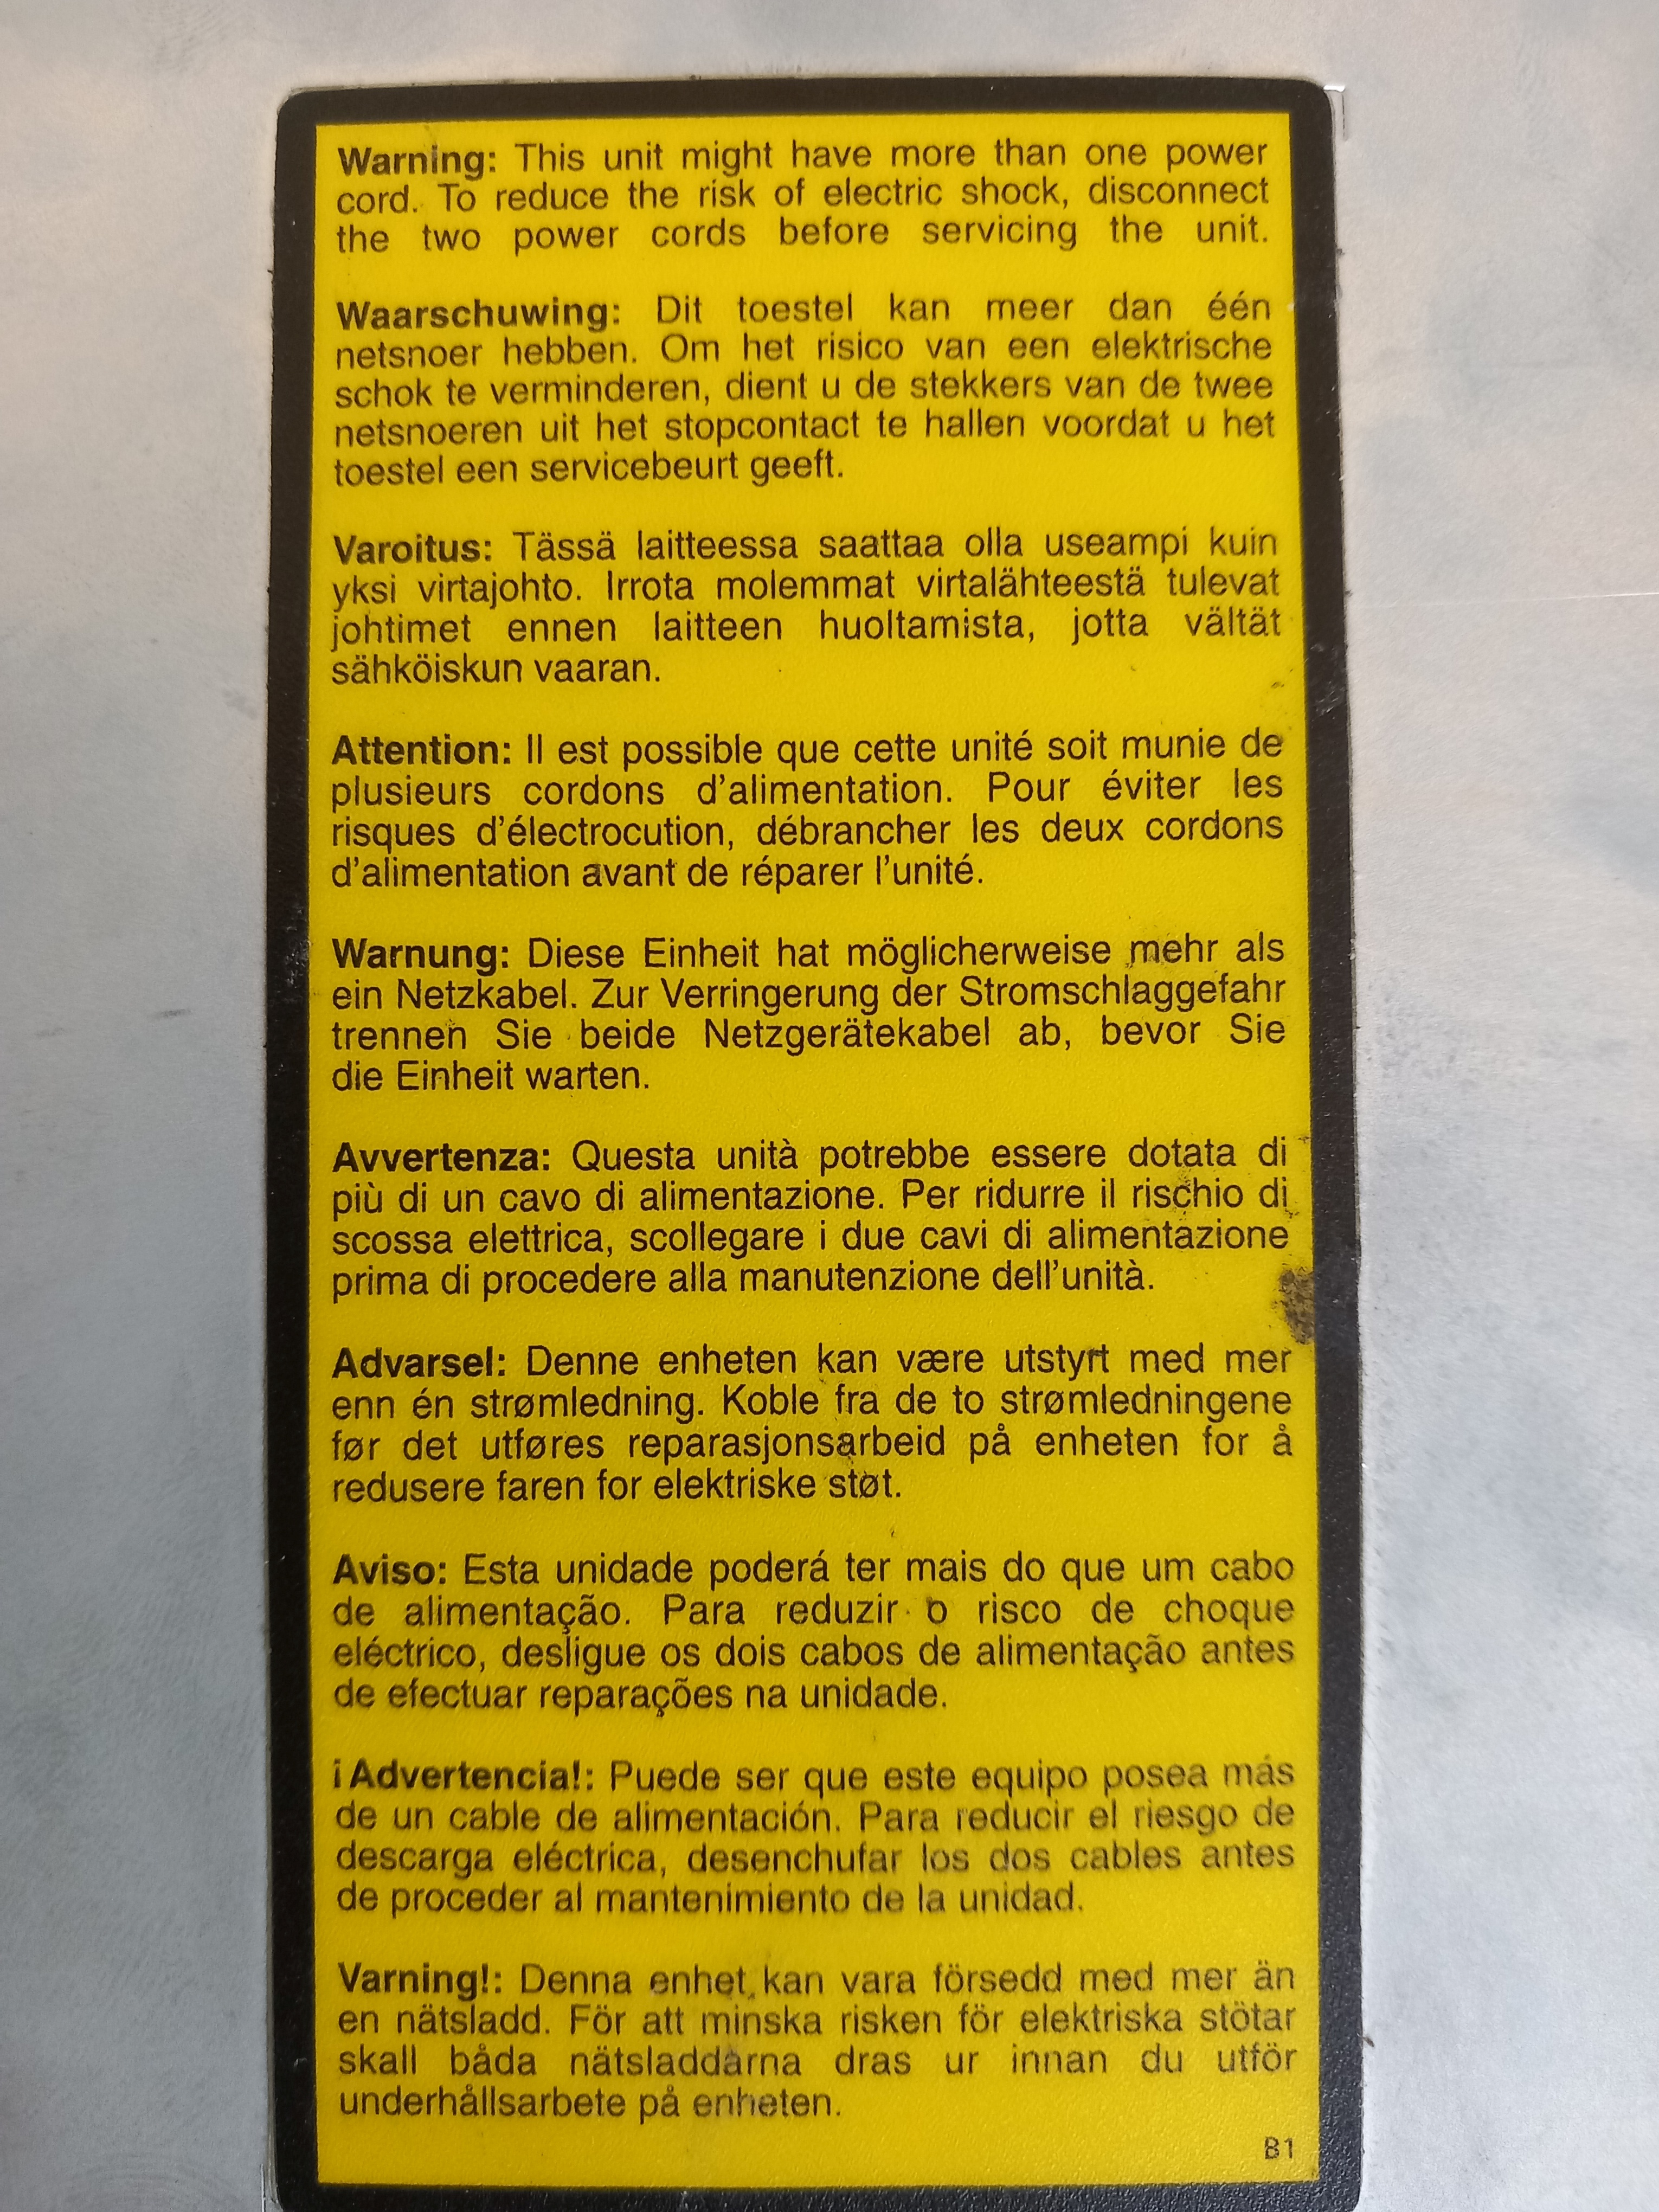 Warning: This unit might have more than one power
cord. To reduce the risk of electric shock, disconnect
the two power cords before servicing the unit.
Waarschuwing: Dit toestel kan meer dan één
netsnoer hebben. Om het risico van een elektrische
schok te verminderen, dient u de stekkers van de twee
netsnoeren uit het stopcontact te hallen voordat u het
toestel een servicebeurt geeft.
Varoitus: Tässä laitteessa saattaa olla useampi kuin
yksi virtajohto. Irrota molemmat virtalähteestä tulevat
johtimet ennen laitteen huoltamista, jotta vältät
sähköiskun vaaran.
Attention: Il est possible que cette unité soit munie de
plusieurs cordons d'alimentation. Pour éviter les
risques d'électrocution, débrancher les deux cordons
d'alimentation avant de réparer l'unité.
Warnung: Diese Einheit hat möglicherweise mehr als
ein Netzkabel. Zur Verringerung der Stromschlaggefahr
trennen Sie beide Netzgerätekabel ab, bevor Sie
die Einheit warten.
Avvertenza: Questa unità potrebbe essere dotata di
più di un cavo di alimentazione. Per ridurre il rischio di
scossa elettrica, scollegare i due cavi di alimentazione
prima di procedere alla manutenzione dell'unità.
Advarsel: Denne enheten kan være utstyrt med mer
enn én strømledning. Koble fra de to strømledningene
før det utføres reparasjonsarbeid på enheten for å
redusere faren for elektriske støt.
Aviso: Esta unidade poderá ter mais do que um cabo
de alimentação. Para reduzir o risco de choque
eléctrico, desligue os dois cabos de alimentação antes
de efectuar reparações na unidade.
¡Advertencia!: Puede ser que este equipo posea más
de un cable de alimentación. Para reducir el riesgo de
descarga eléctrica, desenchufar los dos cables antes
de proceder al mantenimiento de la unidad.
Varning!: Denna enhet kan vara försedd med mer än
en nätsladd. För att minska risken för elektriska stötar
skall båda nätsladdarna dras ur innan du utför
underhållsarbete på enheten.
B1